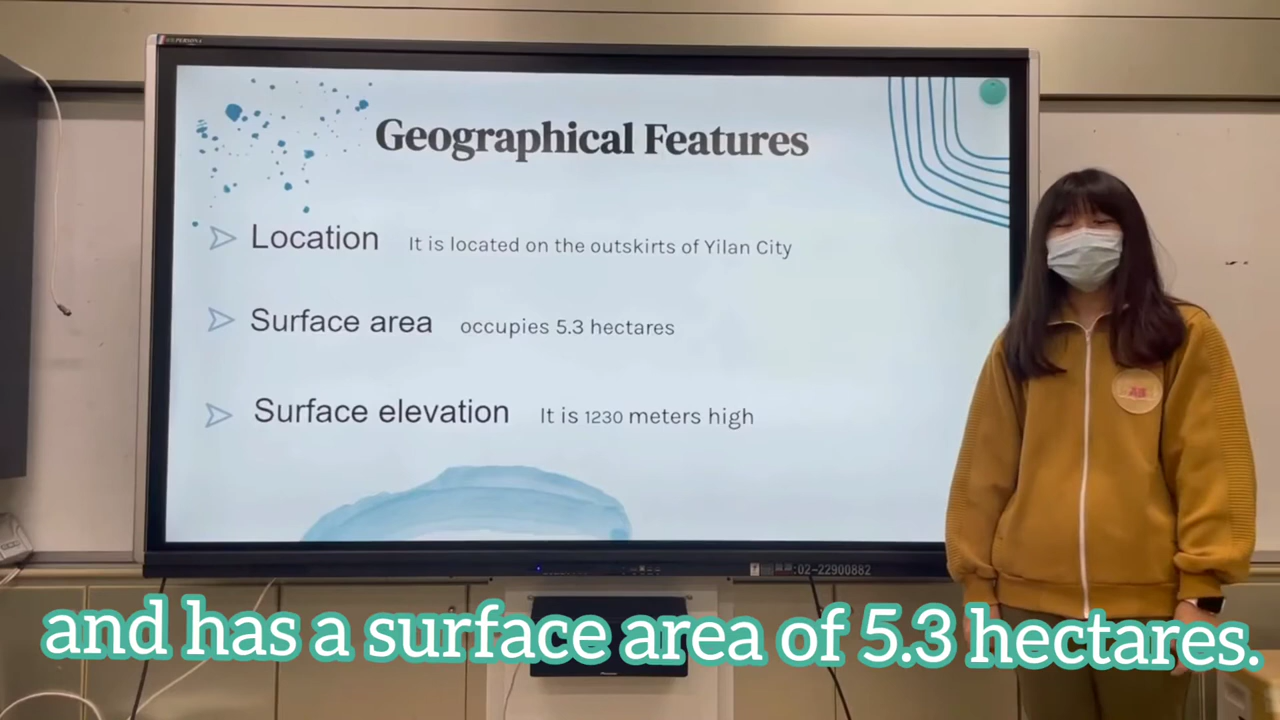 Geographical Features
Location It is located on the outskirts of Yilan City
Surface area occupies 5.3 hectares
Surface elevation It is 1230 meters high
:02-22900882
and has a surface area of 5.3 hectares.